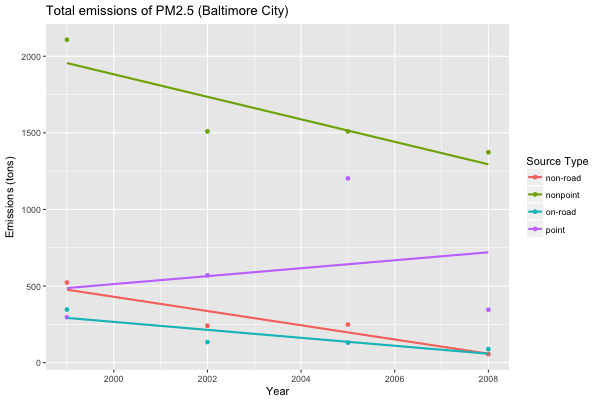 Total emissions of PM2.5 (Baltimore City)
2000
1500
1000
500
0
Emissions (tons)
2000 2002 2004 2006 2008
Year
Source Type
non-road
nonpoint
on-road
point